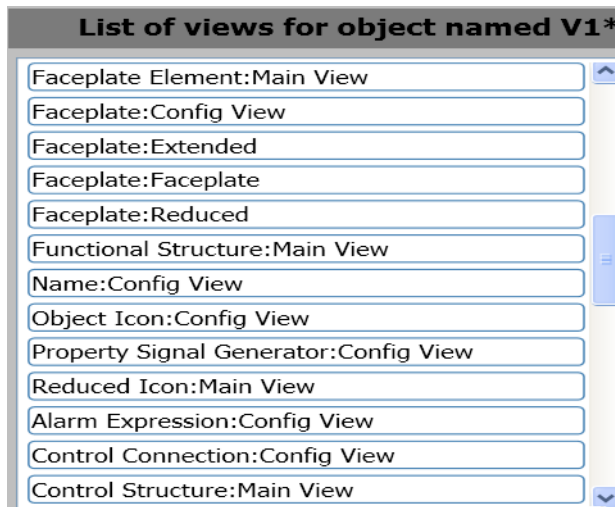 List of views for object named V1*
Faceplate Element:Main View
Faceplate:Config View
Faceplate:Extended
Faceplate:Faceplate
Faceplate:Reduced
Functional Structure:Main View
Name:Config View
Object Icon:Config View
Property Signal Generator:Config View
Reduced Icon:Main View
Alarm Expression:Config View
Control Connection:Config View
Control Structure:Main View